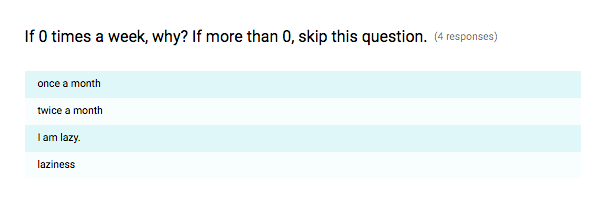 If 0 times a week, why? If more than 0, skip this question. (4 responses)
once a month
twice a month
I am lazy.
laziness